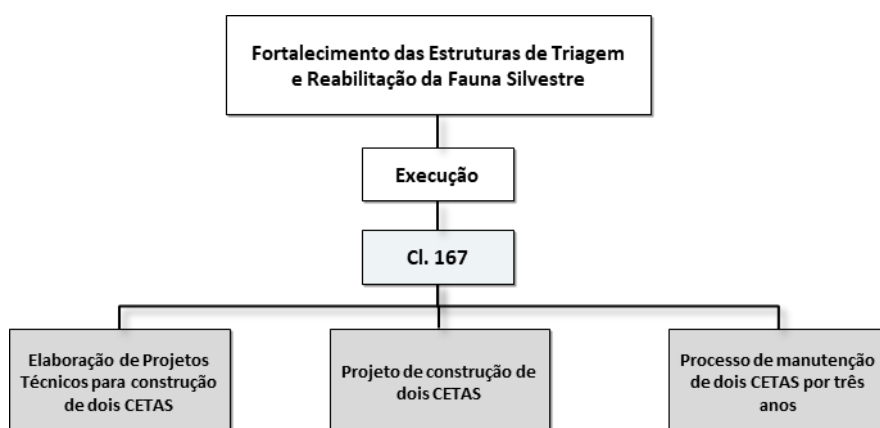 Fortalecimento das Estruturas de Triagem
e Reabilitação da Fauna Silvestre
Execução
Cl. 167
Elaboração de Projetos
Técnicos para construção
de dois CETAS
Projeto de construção de
dois CETAS
Processo de manutenção
de dois CETAS por três
anos